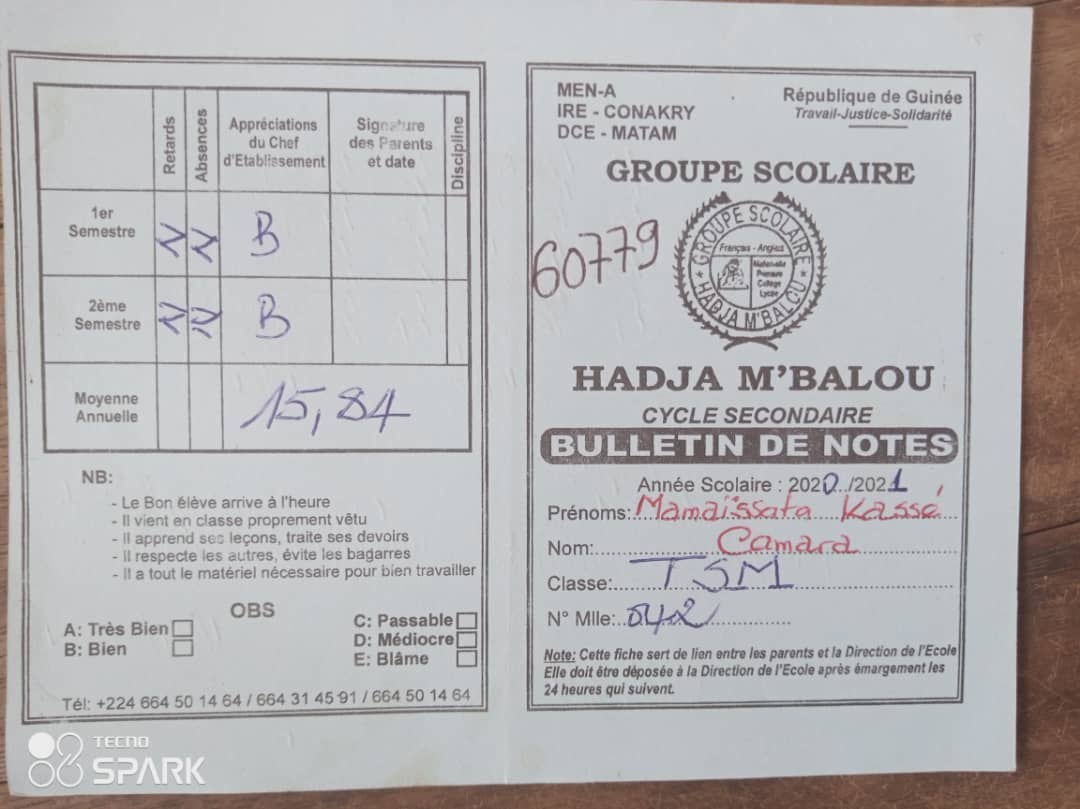 Retards
Absences
Appréciations
du Chef
d'Etablissement
Signature
des Parents
et date
Discipline
1er
Semestre
B
2ème
Semestre
B
Moyenne
Annuelle
15,84
NB:
- Le Bon élève arrive à l'heure
- Il vient en classe proprement vêtu
- Il apprend ses leçons, traite ses devoirs
- Il respecte les autres, évite les bagarres
- Il a tout le matériel nécessaire pour bien travailler
OBS
A: Très Bien
B: Bien
C: Passable
D: Médiocre
E: Blâme
Tél: +224 664 50 14 64 / 664 31 45 91 / 664 50 14 64
MEN-A
IRE - CONAKRY
DCE - MATAM
République de Guinée
Travail-Justice-Solidarité
GROUPE SCOLAIRE
60779
GROUPE SCOLAIRE
Français - Anglais
Maternelle
Primaire
Collège
Lycée
HADJA M'BALOU
HADJA M'BALOU
CYCLE SECONDAIRE
BULLETIN DE NOTES
Année Scolaire : 2020../2021
Prénoms: Mamaïssata Kassé
Nom: Camara
Classe: TSM
N° Mlle: 042
Note: Cette fiche sert de lien entre les parents et la Direction de l'Ecole
Elle doit être déposée à la Direction de l'Ecole après émargement les
24 heures qui suivent.
TECNO
SPARK